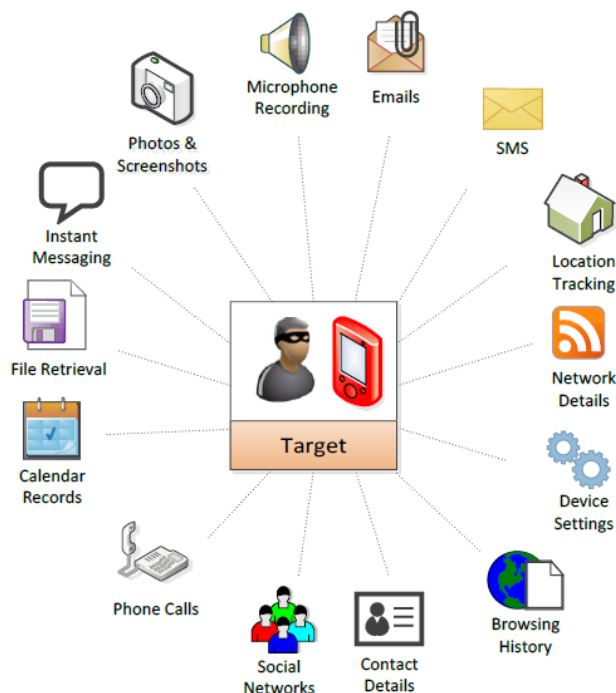 Microphone
Recording
Emails
Photos &
Screenshots
SMS
Instant
Messaging
Location
Tracking
File Retrieval
Network
Details
Target
Calendar
Records
Device
Settings
Phone Calls
Browsing
History
Social
Networks
Contact
Details